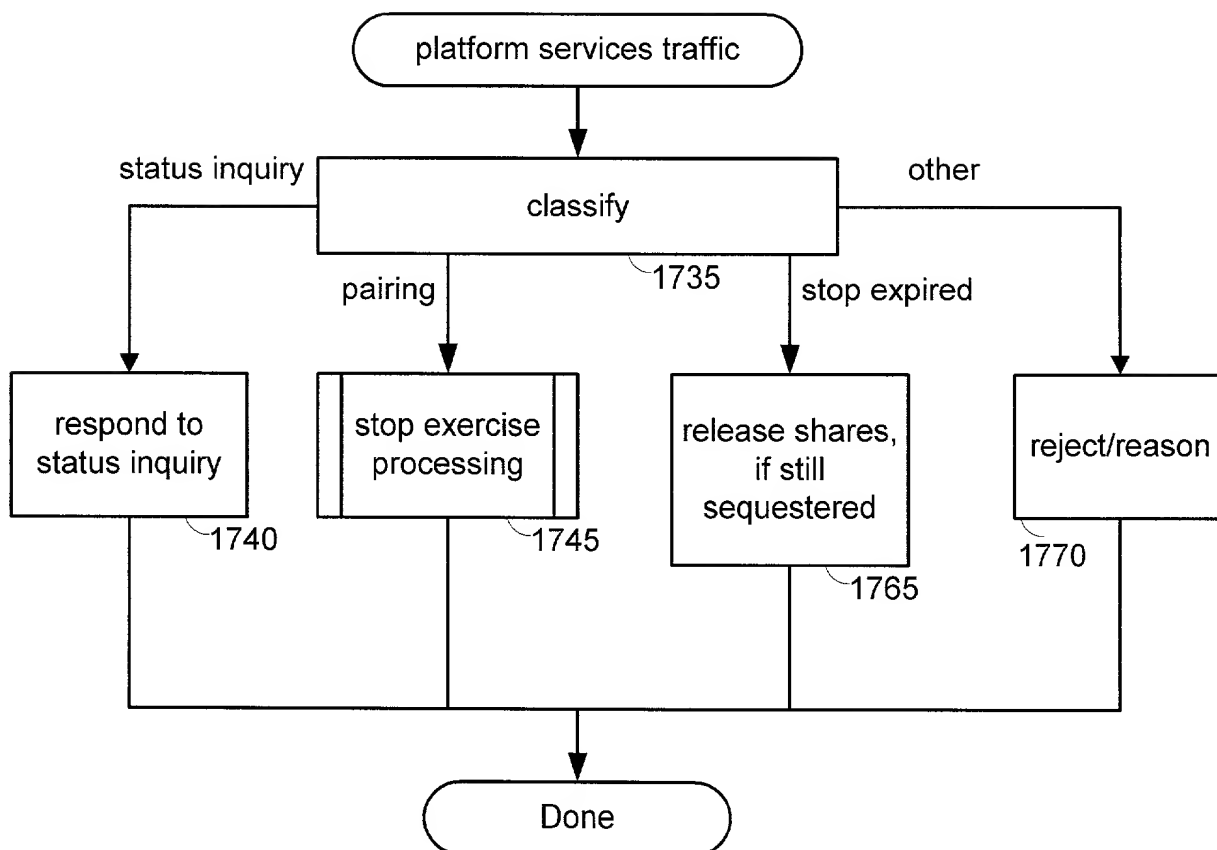 platform services traffic
status inquiry
other
classify
1735
pairing
stop expired
respond to
status inquiry
1740
stop exercise
processing
1745
release shares,
if still
sequestered
1765
reject/reason
1770
Done